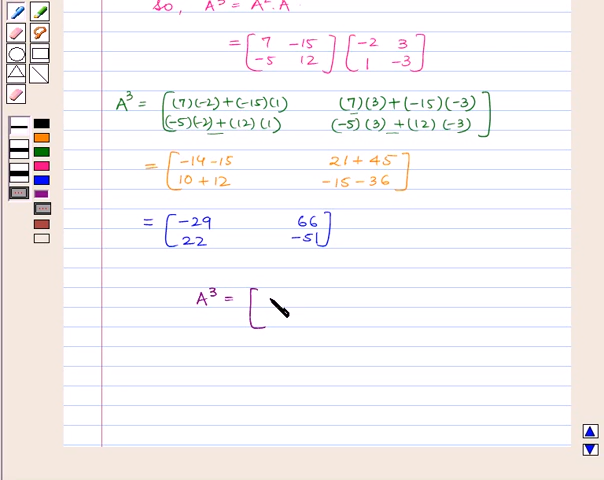 So, A³ = A². A
= [ 7 -15 ] [ -2 3 ]
-5 12 1 -3
A³ = [ (7)(-2)+(-15)(1) (7)(3)+(-15)(-3) ]
(-5)(-2)+(12)(1) (-5)(3)+(12)(-3)
= [ -14-15 21+45 ]
10+12 -15-36
= [ -29 66 ]
22 -51
A³ = [